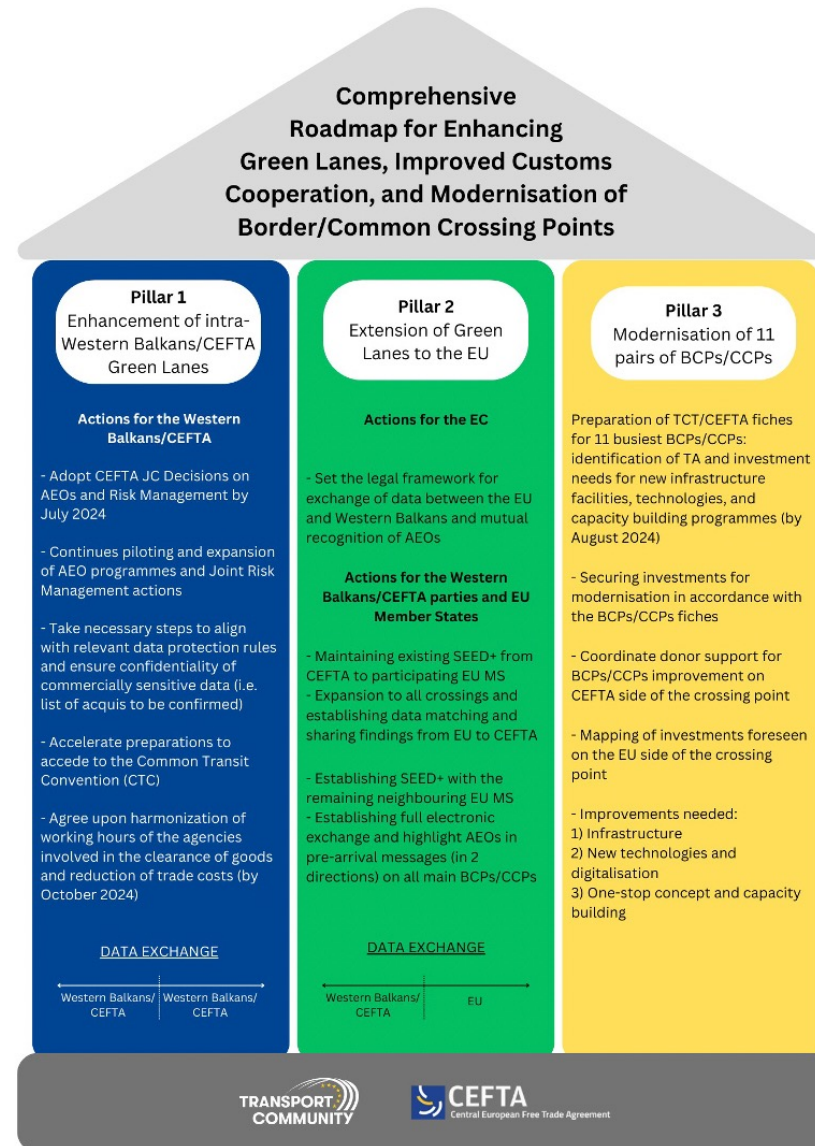 Comprehensive
Roadmap for Enhancing
Green Lanes, Improved Customs
Cooperation, and Modernisation of
Border/Common Crossing Points
Pillar 1
Enhancement of intra-
Western Balkans/CEFTA
Green Lanes
Actions for the Western
Balkans/CEFTA
- Adopt CEFTA JC Decisions on
AEOs and Risk Management by
July 2024
- Continues piloting and expansion
of AEO programmes and Joint Risk
Management actions
- Take necessary steps to align
with relevant data protection rules
and ensure confidentiality of
commercially sensitive data (i.e.
list of acquis to be confirmed)
- Accelerate preparations to
accede to the Common Transit
Convention (CTC)
- Agree upon harmonization of
working hours of the agencies
involved in the clearance of goods
and reduction of trade costs (by
October 2024)
DATA EXCHANGE
Western Balkans/ Western Balkans/
CEFTA CEFTA
Pillar 2
Extension of Green
Lanes to the EU
Actions for the EC
- Set the legal framework for
exchange of data between the EU
and Western Balkans and mutual
recognition of AEOs
Actions for the Western
Balkans/CEFTA parties and EU
Member States
- Maintaining existing SEED+ from
CEFTA to participating EU MS
- Expansion to all crossings and
establishing data matching and
sharing findings from EU to CEFTA
- Establishing SEED+ with the
remaining neighbouring EU MS
- Establishing full electronic
exchange and highlight AEOs in
pre-arrival messages (in 2
directions) on all main BCPs/CCPs
DATA EXCHANGE
Western Balkans/ EU
CEFTA
Pillar 3
Modernisation of 11
pairs of BCPs/CCPs
Preparation of TCT/CEFTA fiches
for 11 busiest BCPs/CCPs:
identification of TA and investment
needs for new infrastructure
facilities, technologies, and
capacity building programmes (by
August 2024)
- Securing investments for
modernisation in accordance with
the BCPs/CCPs fiches
- Coordinate donor support for
BCPs/CCPs improvement on
CEFTA side of the crossing point
- Mapping of investments foreseen
on the EU side of the crossing
point
- Improvements needed:
1) Infrastructure
2) New technologies and
digitalisation
3) One-stop concept and capacity
building
TRANSPORT
COMMUNITY
CEFTA
Central European Free Trade Agreement